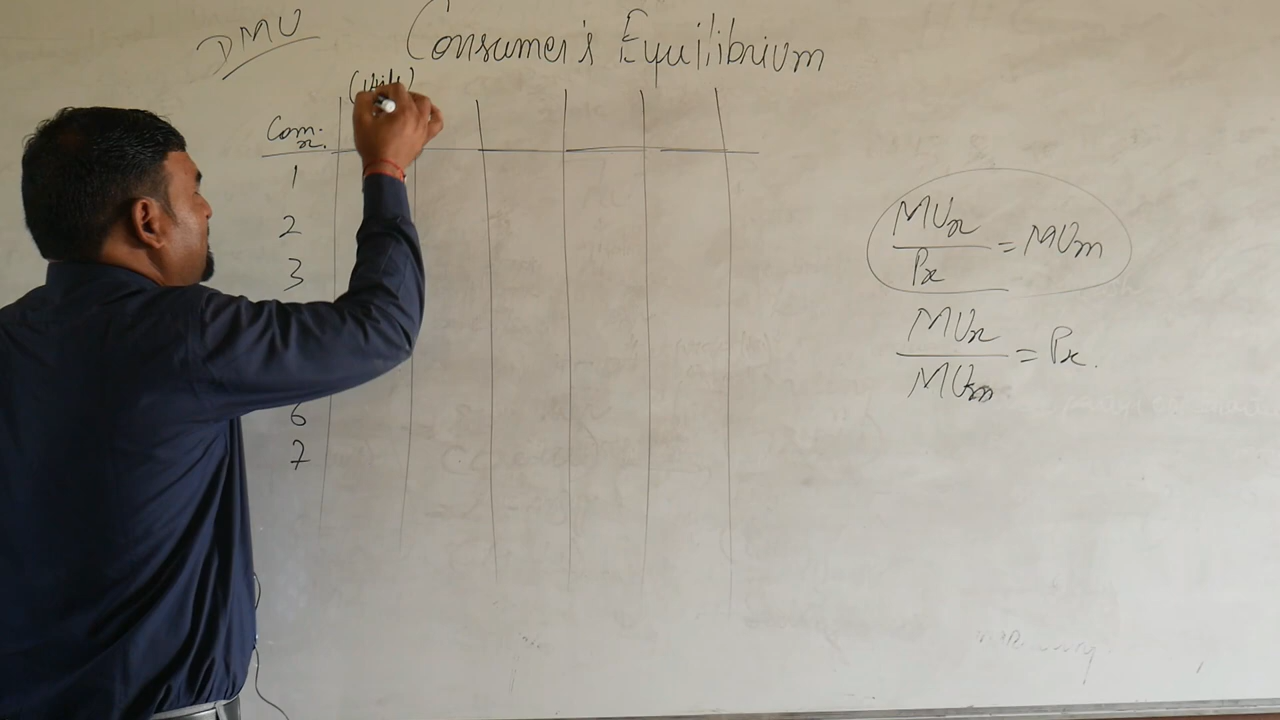 DMU
Consumer's Equilibrium
Com.
x.
1
2
3
6
7
MUx
Px
= MUm
MUx
MUm
= Px.